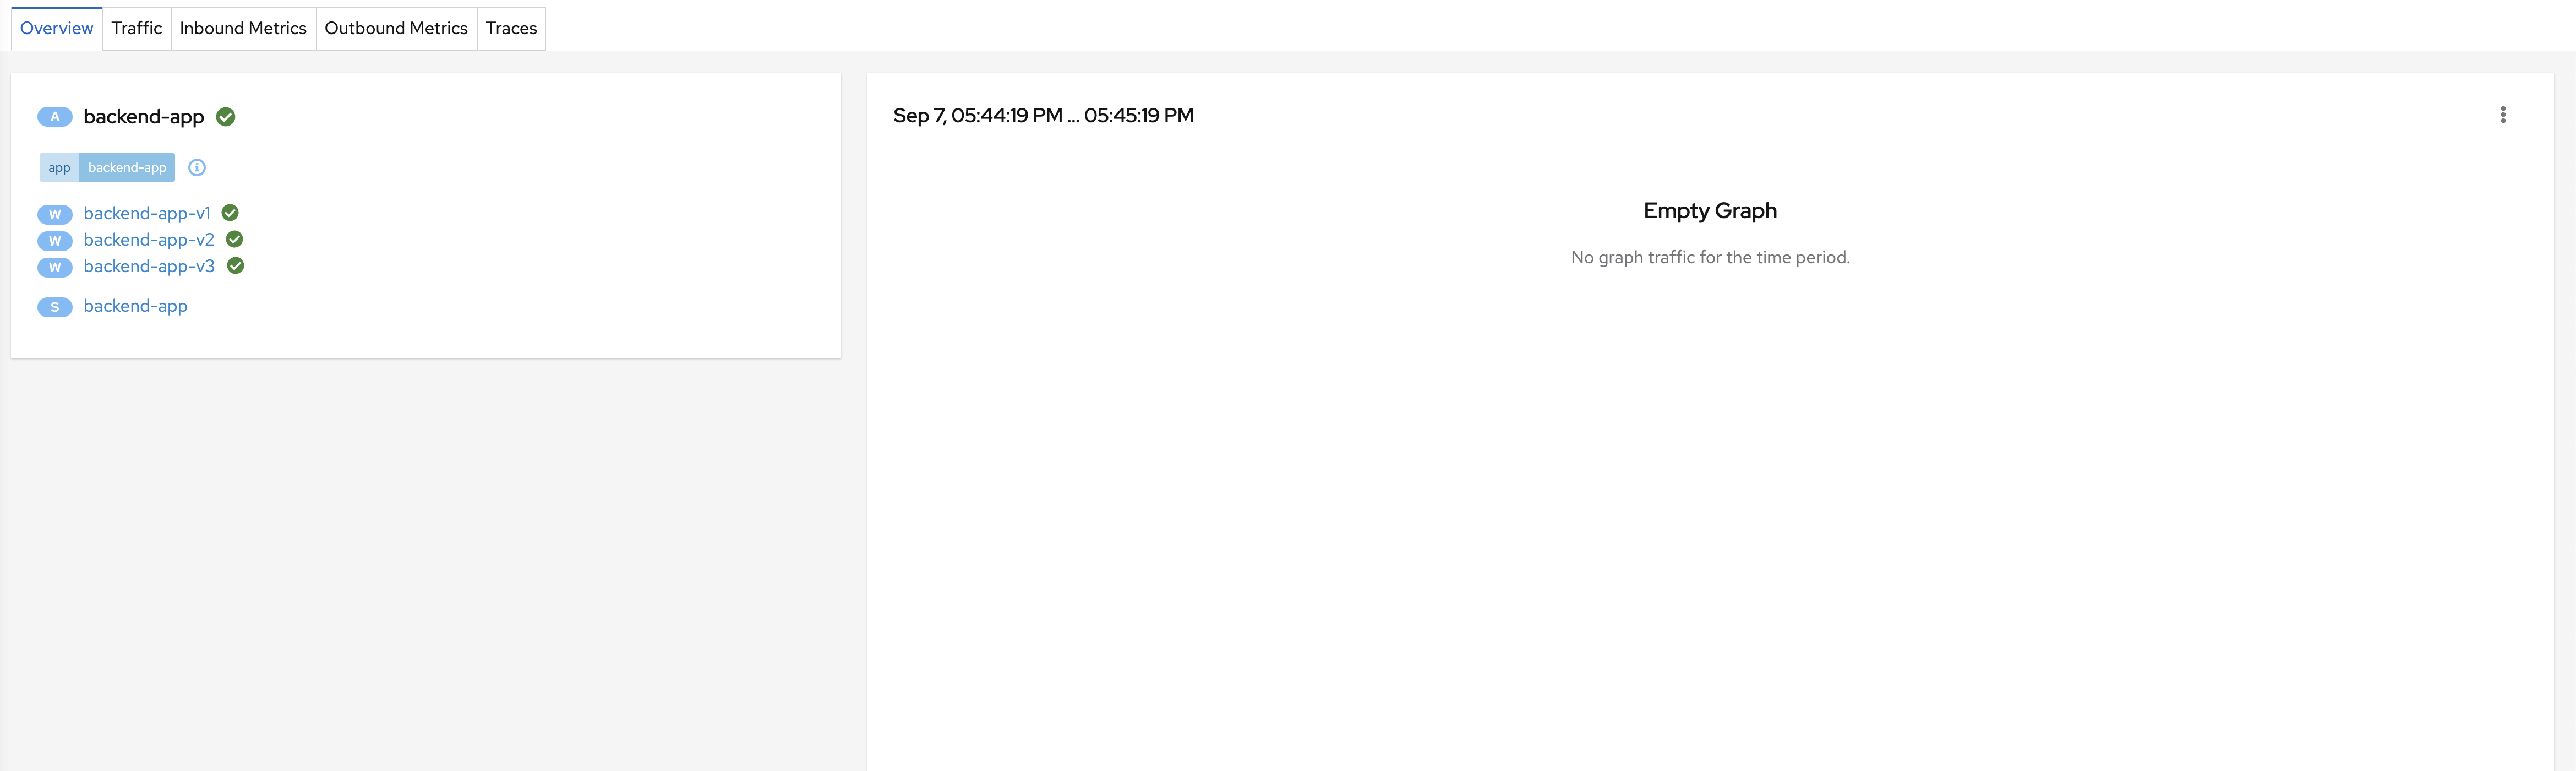 Overview Traffic Inbound Metrics Outbound Metrics Traces
A backend-app
app backend-app
W backend-app-v1
W backend-app-v2
W backend-app-v3
S backend-app
Sep 7, 05:44:19 PM ... 05:45:19 PM
Empty Graph
No graph traffic for the time period.